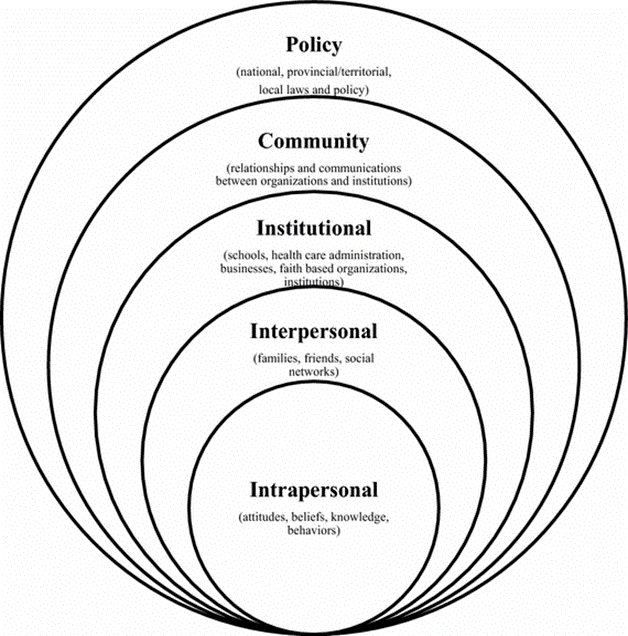 Policy
(national, provincial/territorial,
local laws and policy)
Community
(relationships and communications
between organizations and institutions)
Institutional
(schools, health care administration,
businesses, faith based organizations,
institutions)
Interpersonal
(families, friends, social
networks)
Intrapersonal
(attitudes, beliefs, knowledge,
behaviors)